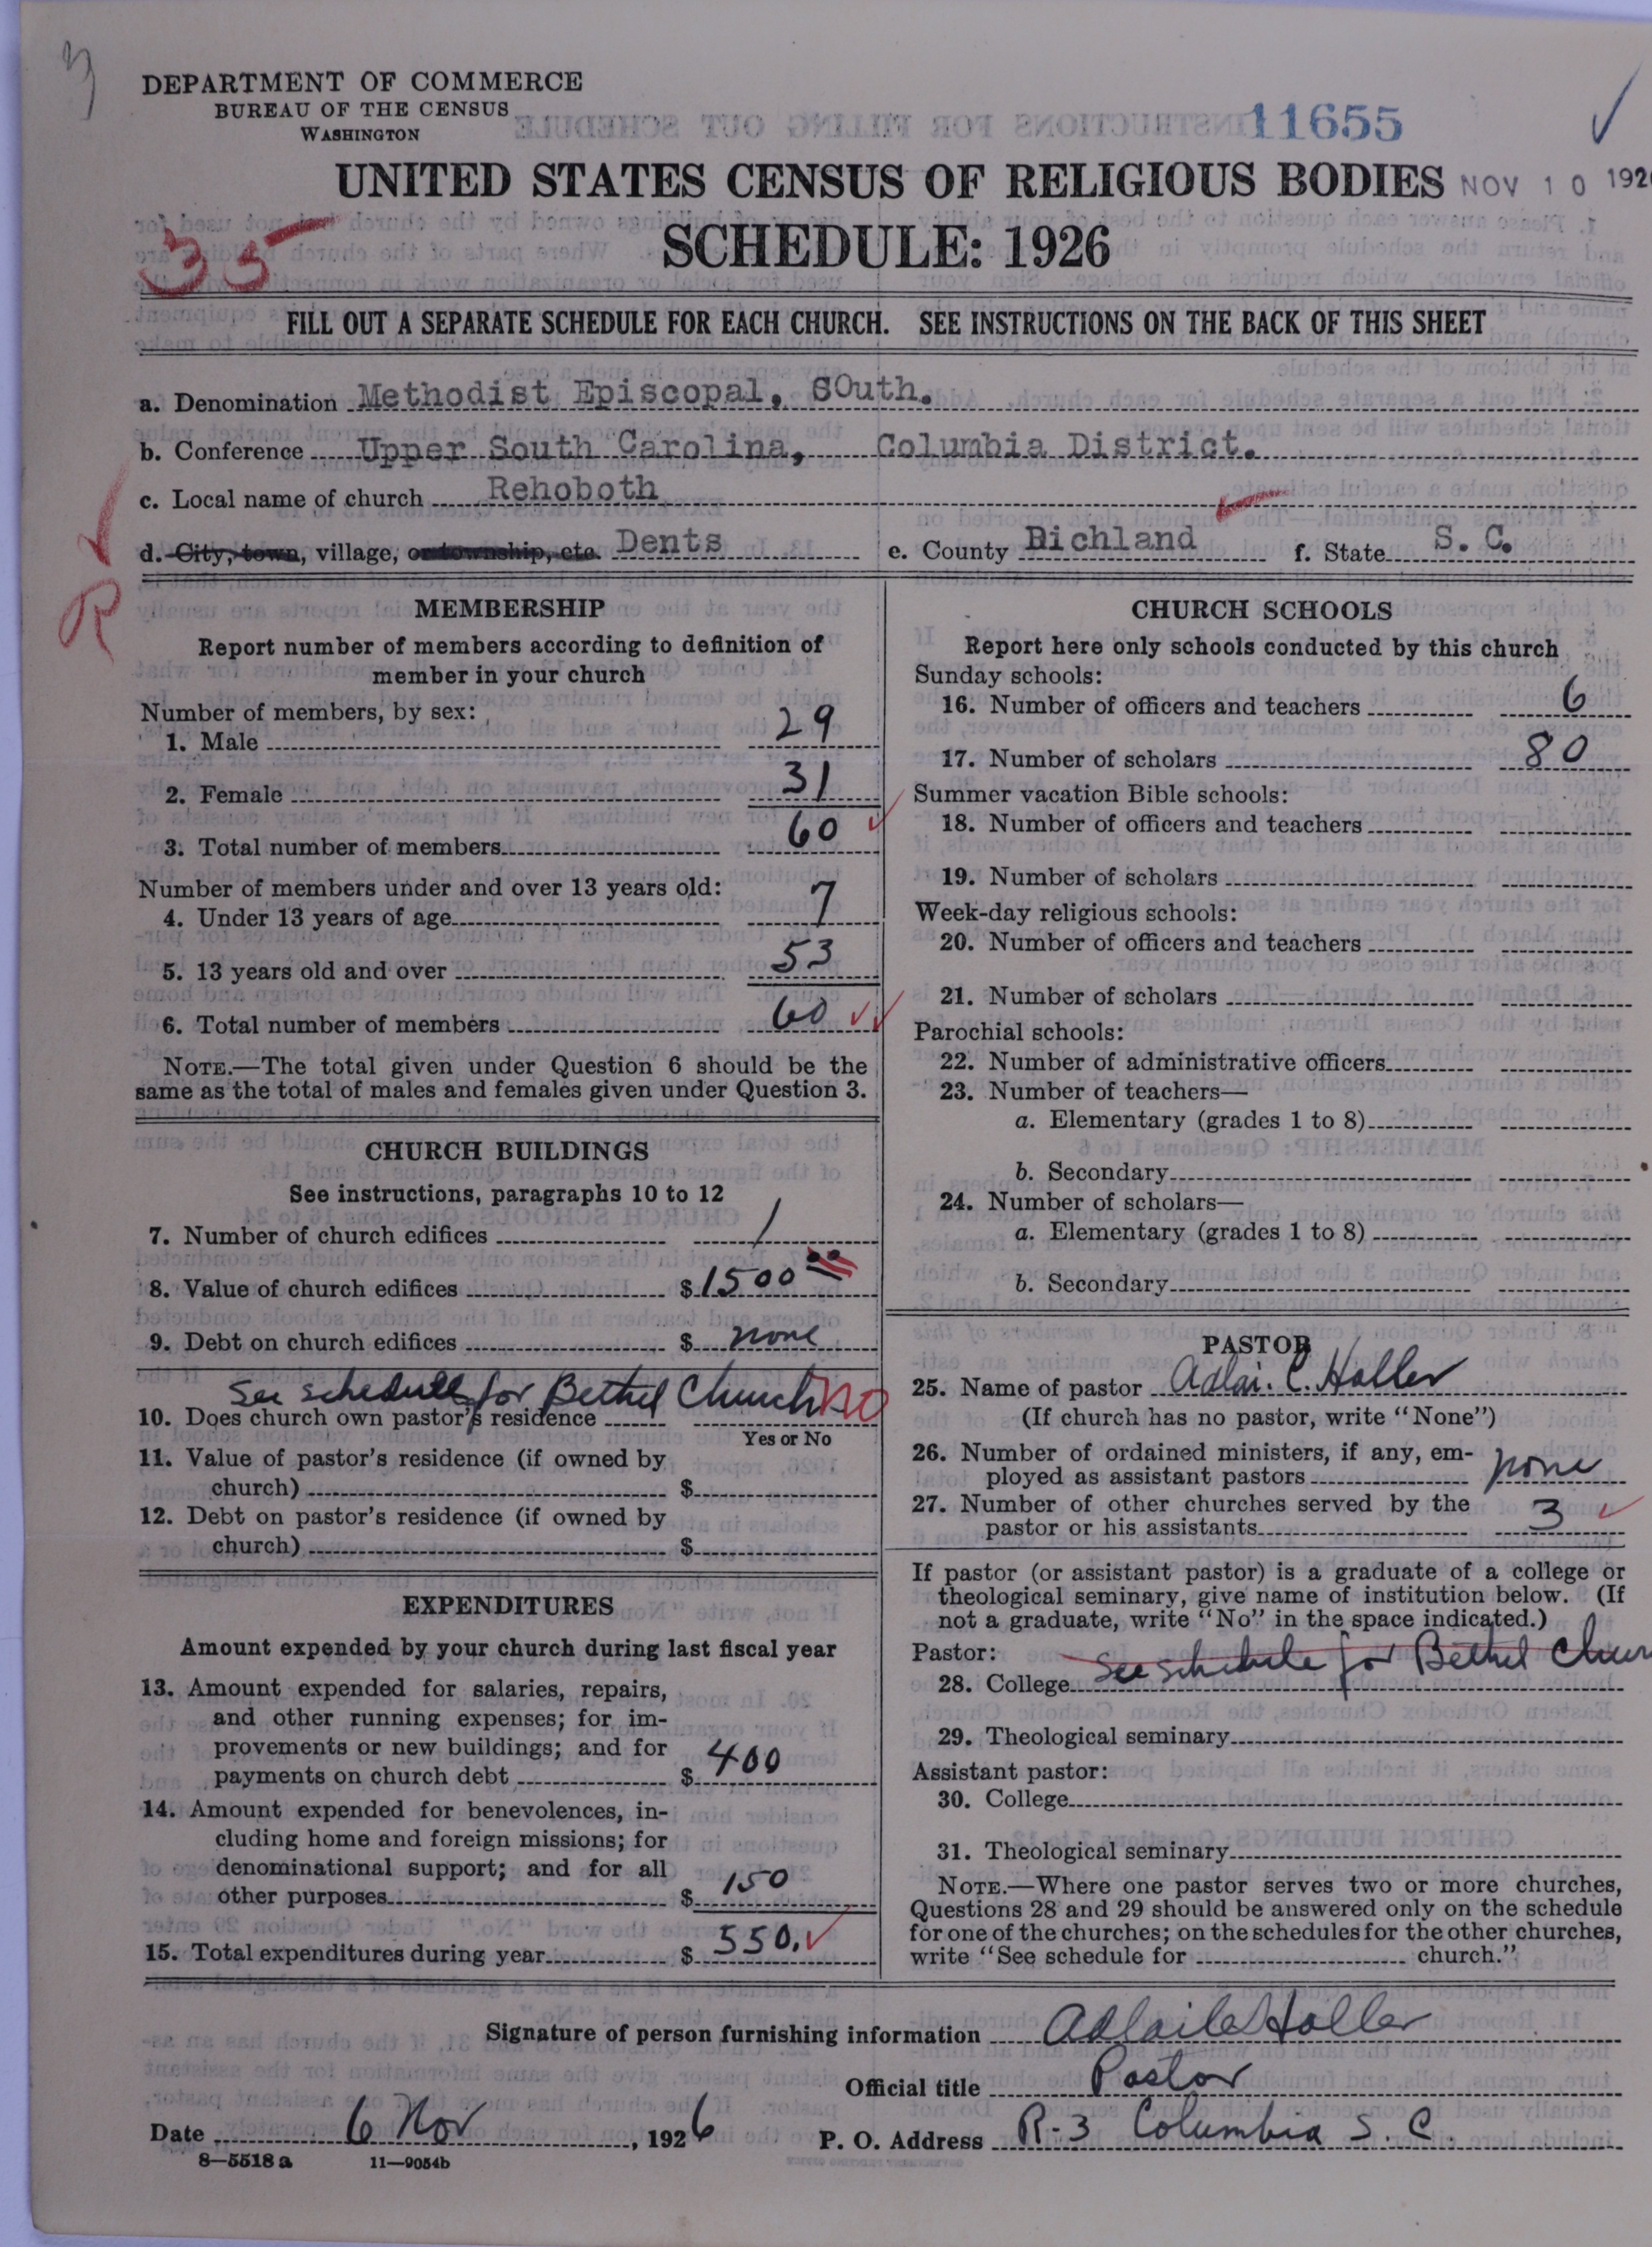 DEPARTMENT OF COMMERCE
BUREAU OF THE CENSUS
WASHINGTON
11655
UNITED STATES CENSUS OF RELIGIOUS BODIES NOV 10 192
35
SCHEDULE: 1926
FILL OUT A SEPARATE SCHEDULE FOR EACH CHURCH. SEE INSTRUCTIONS ON THE BACK OF THIS SHEET
a. Denomination Methodist Episcopal, SOuth.
b. Conference Upper South Carolina, Columbia District.
c. Local name of church Rehoboth
d. City, town, village, or township, etc. Dents e. County Richland f. State S. C.
R
MEMBERSHIP
Report number of members according to definition of
member in your church
Number of members, by sex:
1. Male 29
2. Female 31
3. Total number of members 60
Number of members under and over 13 years old:
4. Under 13 years of age 7
5. 13 years old and over 53
6. Total number of members 60
NOTE.—The total given under Question 6 should be the
same as the total of males and females given under Question 3.
CHURCH BUILDINGS
See instructions, paragraphs 10 to 12
7. Number of church edifices 1
8. Value of church edifices $1500 00
9. Debt on church edifices $ none
See schedule for Bethel Church no
10. Does church own pastor's residence
Yes or No
11. Value of pastor's residence (if owned by
church) $
12. Debt on pastor's residence (if owned by
church) $
EXPENDITURES
Amount expended by your church during last fiscal year
13. Amount expended for salaries, repairs,
and other running expenses; for im-
provements or new buildings; and for
payments on church debt $ 400
14. Amount expended for benevolences, in-
cluding home and foreign missions; for
denominational support; and for all
other purposes $ 150
15. Total expenditures during year $ 550.
CHURCH SCHOOLS
Report here only schools conducted by this church
Sunday schools:
16. Number of officers and teachers 6
17. Number of scholars 80
Summer vacation Bible schools:
18. Number of officers and teachers
19. Number of scholars
Week-day religious schools:
20. Number of officers and teachers
21. Number of scholars
Parochial schools:
22. Number of administrative officers
23. Number of teachers—
a. Elementary (grades 1 to 8)
b. Secondary
24. Number of scholars—
a. Elementary (grades 1 to 8)
b. Secondary
PASTOR
25. Name of pastor Adlai. C. Holler
(If church has no pastor, write "None")
26. Number of ordained ministers, if any, em-
ployed as assistant pastors none
27. Number of other churches served by the
pastor or his assistants 3
If pastor (or assistant pastor) is a graduate of a college or
theological seminary, give name of institution below. (If
not a graduate, write "No" in the space indicated.)
Pastor: See schedule for Bethel Chur
28. College
29. Theological seminary
Assistant pastor:
30. College
31. Theological seminary
NOTE.—Where one pastor serves two or more churches,
Questions 28 and 29 should be answered only on the schedule
for one of the churches; on the schedules for the other churches,
write "See schedule for church."
Signature of person furnishing information Adlai C Holler
Official title Pastor
Date 6 Nov, 1926 P. O. Address R-3 Columbia S. C.
8—5518a 11—9054b